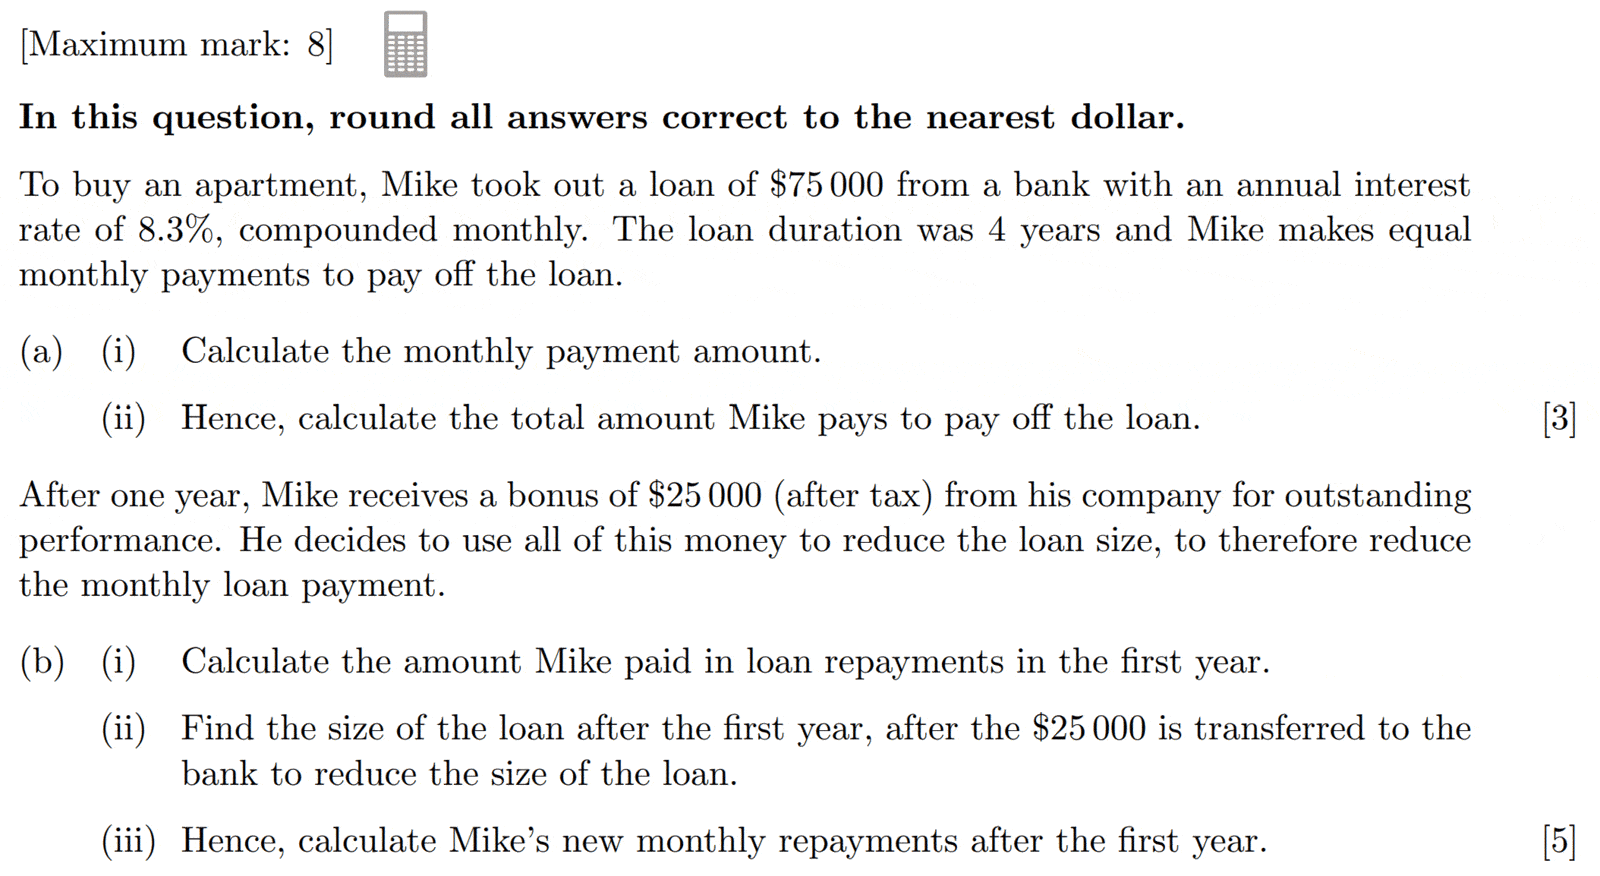 [Maximum mark: 8]
In this question, round all answers correct to the nearest dollar.
To buy an apartment, Mike took out a loan of $75 000 from a bank with an annual interest
rate of 8.3%, compounded monthly. The loan duration was 4 years and Mike makes equal
monthly payments to pay off the loan.
(a) (i) Calculate the monthly payment amount.
(ii) Hence, calculate the total amount Mike pays to pay off the loan. [3]
After one year, Mike receives a bonus of $25 000 (after tax) from his company for outstanding
performance. He decides to use all of this money to reduce the loan size, to therefore reduce
the monthly loan payment.
(b) (i) Calculate the amount Mike paid in loan repayments in the first year.
(ii) Find the size of the loan after the first year, after the $25 000 is transferred to the
bank to reduce the size of the loan.
(iii) Hence, calculate Mike's new monthly repayments after the first year. [5]